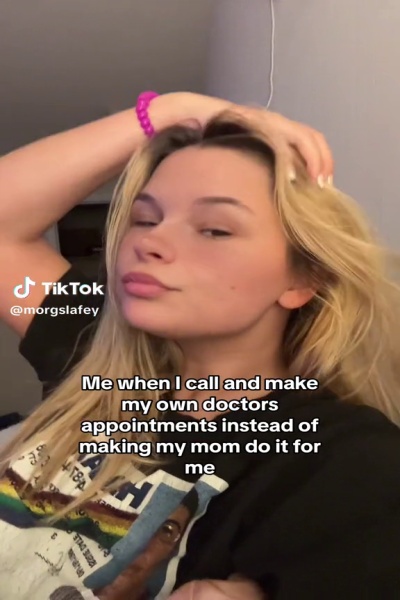 TikTok
@morgslafey
Me when I call and make
my own doctors
appointments instead of
making my mom do it for
me